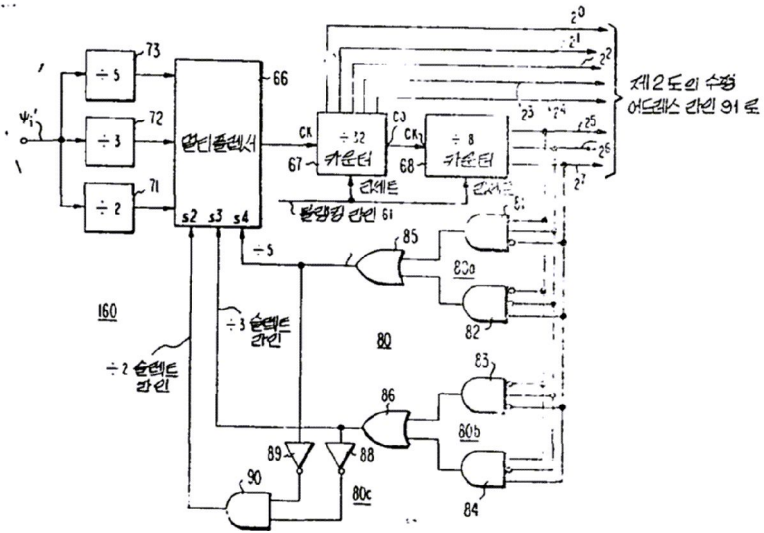 2⁰
2¹
2²
2³ 2⁴
2⁵
2⁶
2⁷
제 2 도의 수평
어드레스 라인 91 로
73
÷5
72
÷3
71
÷2
Ψi'
66
멀티플렉서
s2 s3 s4
CK
÷32
카운터
67
CO
CK
÷8
카운터
68
리세트
리세트
블랭킹 라인 61
÷5
85
81
80a
82
160
÷3 셀렉트
라인
÷2 셀렉트
라인
80
83
86
80b
84
89
88
90
80c